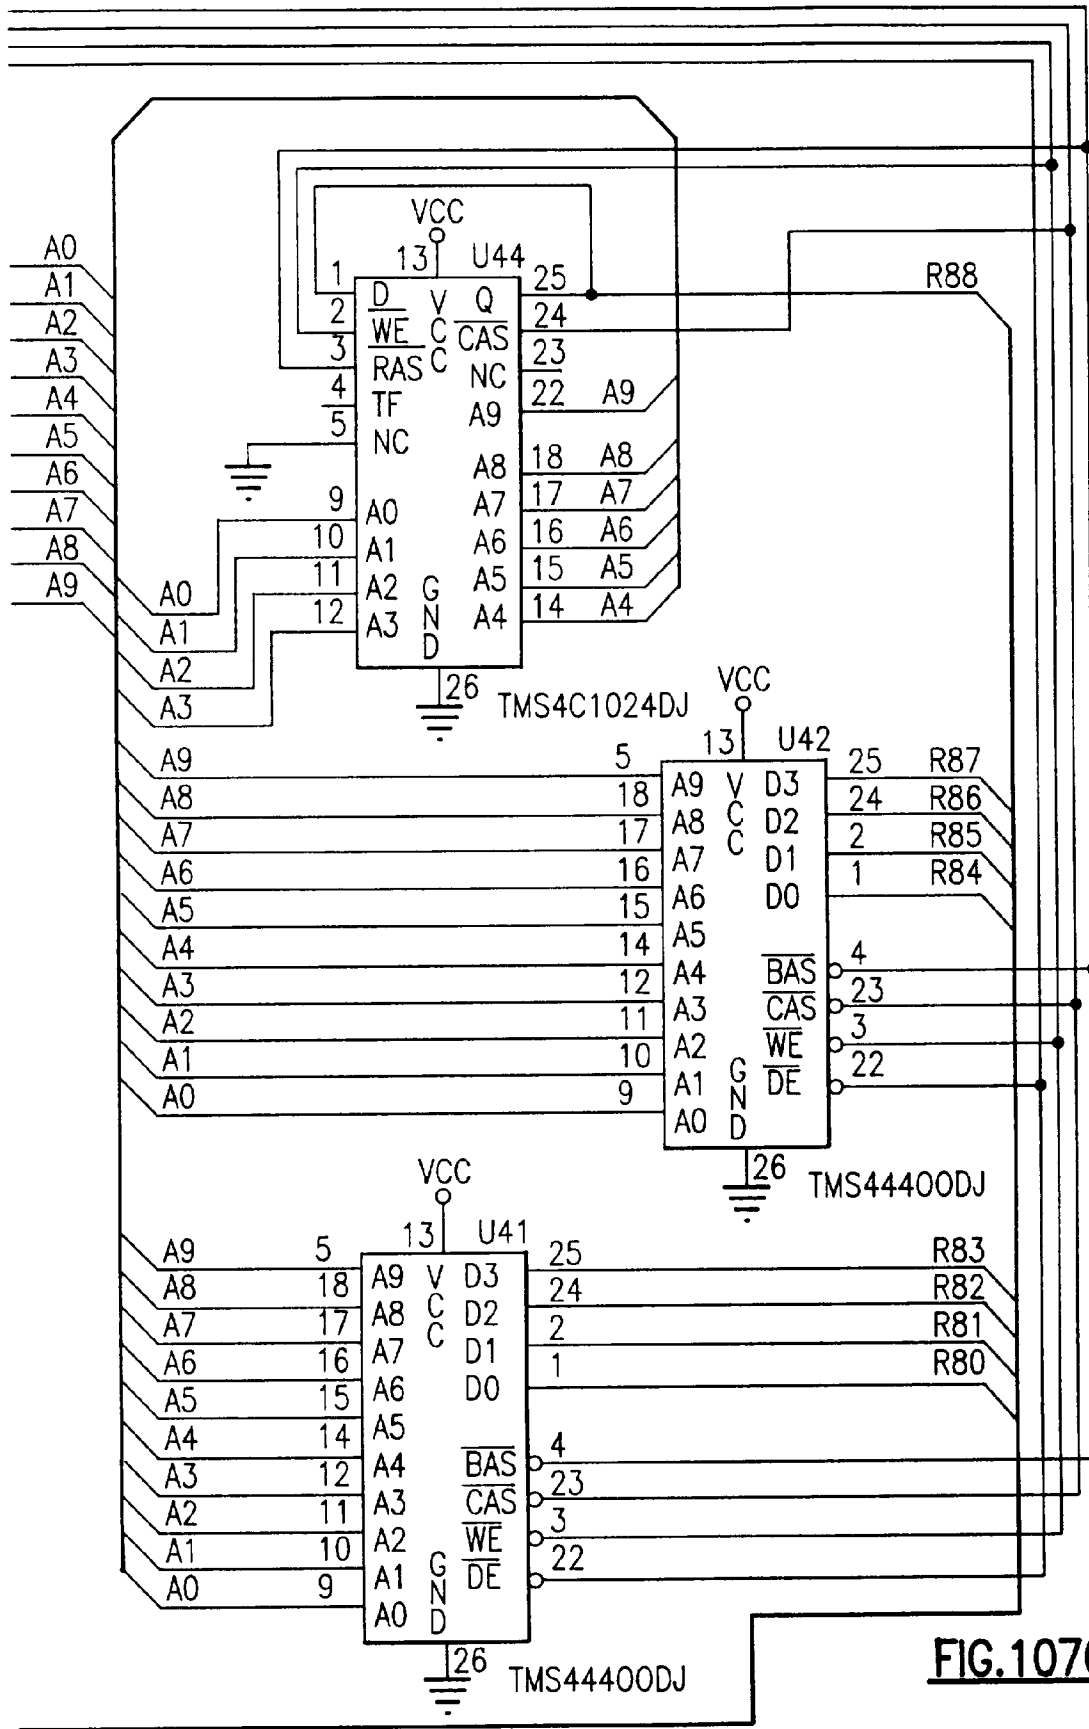 VCC
13 U44
A0
A1
A2
A3
A4
A5
A6
A7
A8
A9
1 D VCC Q 25 R88
2 WE CAS 24
3 RAS NC 23
4 TF A9 22 A9
5 NC
A8 18 A8
9 A0 A7 17 A7
10 A1 A6 16 A6
11 A2 GND A5 15 A5
12 A3 A4 14 A4
A0
A1
A2
A3
26 TMS4C1024DJ
VCC
13 U42
A9 5 A9 VCC D3 25 R87
A8 18 A8 D2 24 R86
A7 17 A7 D1 2 R85
A6 16 A6 D0 1 R84
A5 15 A5
A4 14 A4 BAS 4
A3 12 A3 CAS 23
A2 11 A2 WE 3
A1 10 A1 GND DE 22
A0 9 A0
26 TMS44400DJ
VCC
13 U41
A9 5 A9 VCC D3 25 R83
A8 18 A8 D2 24 R82
A7 17 A7 D1 2 R81
A6 16 A6 D0 1 R80
A5 15 A5
A4 14 A4 BAS 4
A3 12 A3 CAS 23
A2 11 A2 WE 3
A1 10 A1 GND DE 22
A0 9 A0
26 TMS44400DJ